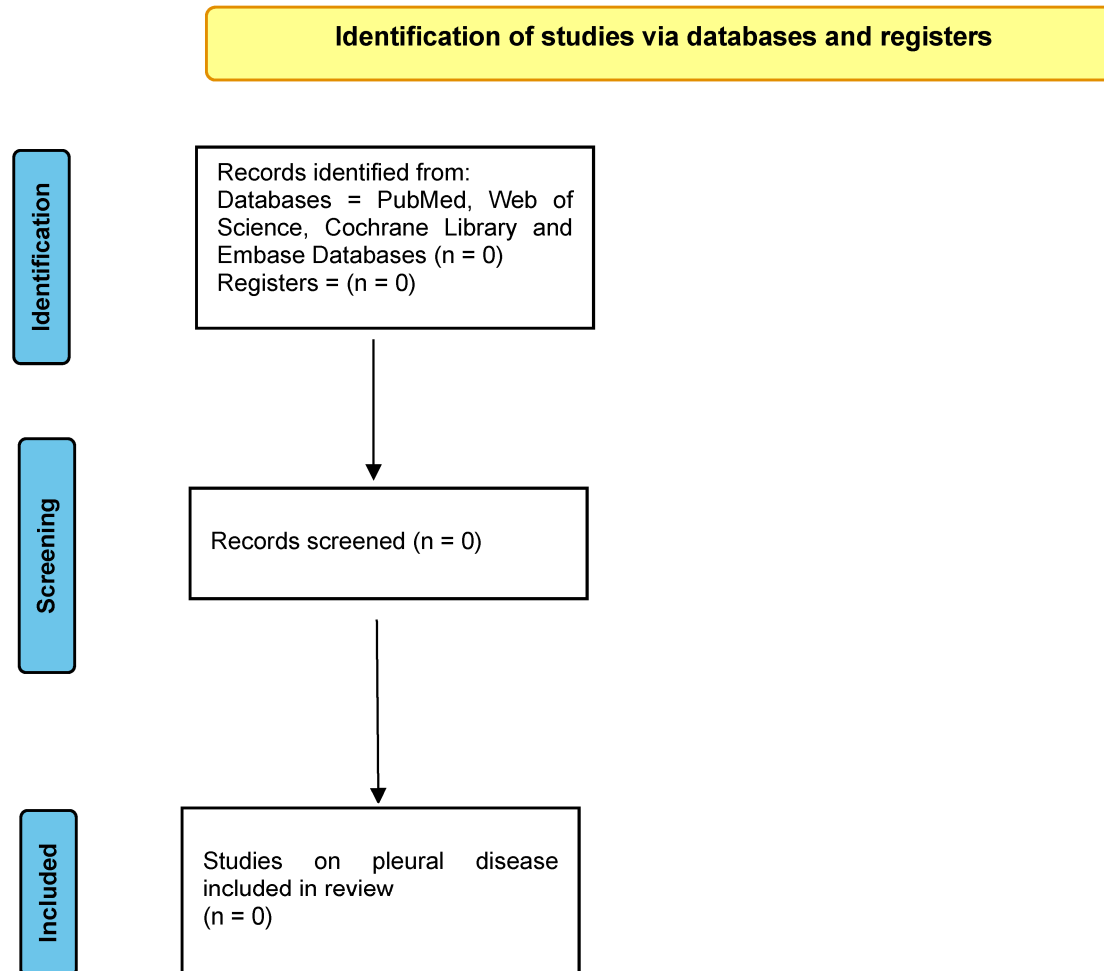 Identification of studies via databases and registers
Identification
Records identified from:
Databases = PubMed, Web of
Science, Cochrane Library and
Embase Databases (n = 0)
Registers = (n = 0)
Screening
Records screened (n = 0)
Included
Studies on pleural disease
included in review
(n = 0)